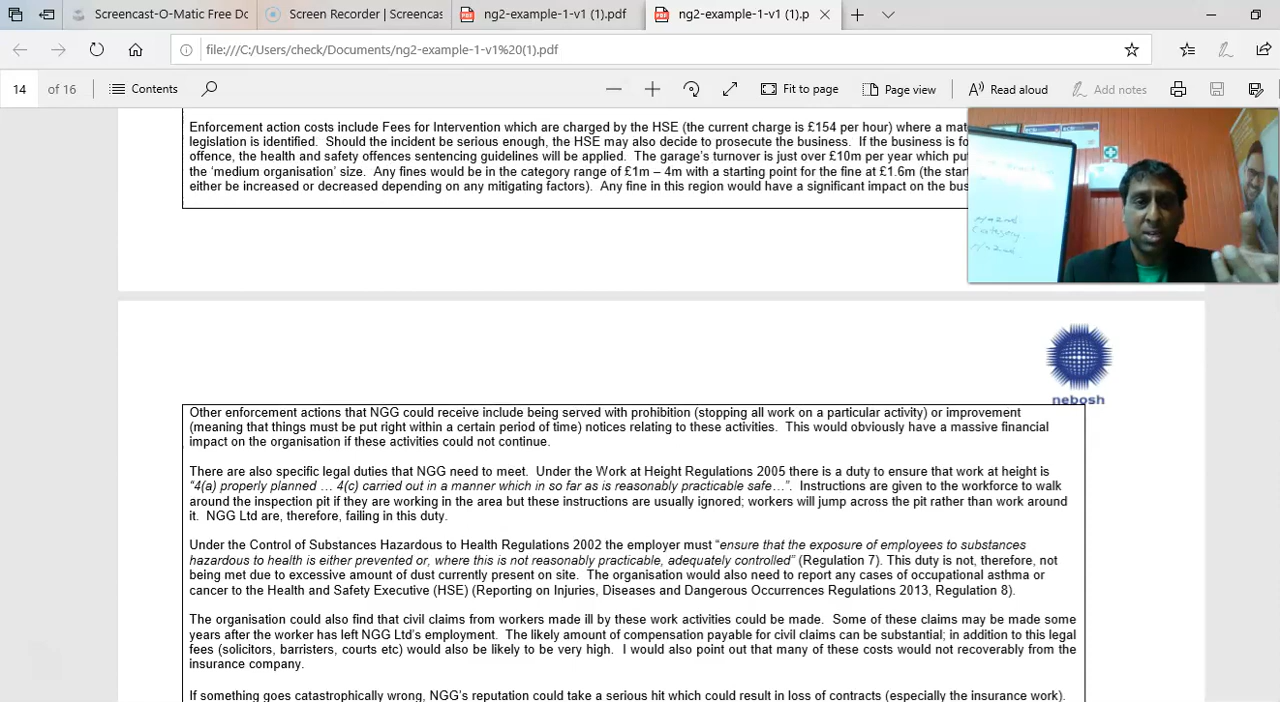 Screencast-O-Matic Free Do
Screen Recorder | Screencas
ng2-example-1-v1 (1).pdf
ng2-example-1-v1 (1).p
file:///C:/Users/check/Documents/ng2-example-1-v1%20(1).pdf
14 of 16 Contents Fit to page Page view Read aloud Add notes
Enforcement action costs include Fees for Intervention which are charged by the HSE (the current charge is £154 per hour) where a mat
legislation is identified. Should the incident be serious enough, the HSE may also decide to prosecute the business. If the business is fo
offence, the health and safety offences sentencing guidelines will be applied. The garage's turnover is just over £10m per year which put
the 'medium organisation' size. Any fines would be in the category range of £1m – 4m with a starting point for the fine at £1.6m (the start
either be increased or decreased depending on any mitigating factors). Any fine in this region would have a significant impact on the bus
Category
nebosh
Other enforcement actions that NGG could receive include being served with prohibition (stopping all work on a particular activity) or improvement
(meaning that things must be put right within a certain period of time) notices relating to these activities. This would obviously have a massive financial
impact on the organisation if these activities could not continue.
There are also specific legal duties that NGG need to meet. Under the Work at Height Regulations 2005 there is a duty to ensure that work at height is
"4(a) properly planned … 4(c) carried out in a manner which in so far as is reasonably practicable safe…". Instructions are given to the workforce to walk
around the inspection pit if they are working in the area but these instructions are usually ignored; workers will jump across the pit rather than work around
it. NGG Ltd are, therefore, failing in this duty.
Under the Control of Substances Hazardous to Health Regulations 2002 the employer must "ensure that the exposure of employees to substances
hazardous to health is either prevented or, where this is not reasonably practicable, adequately controlled" (Regulation 7). This duty is not, therefore, not
being met due to excessive amount of dust currently present on site. The organisation would also need to report any cases of occupational asthma or
cancer to the Health and Safety Executive (HSE) (Reporting on Injuries, Diseases and Dangerous Occurrences Regulations 2013, Regulation 8).
The organisation could also find that civil claims from workers made ill by these work activities could be made. Some of these claims may be made some
years after the worker has left NGG Ltd's employment. The likely amount of compensation payable for civil claims can be substantial; in addition to this legal
fees (solicitors, barristers, courts etc) would also be likely to be very high. I would also point out that many of these costs would not recoverably from the
insurance company.
If something goes catastrophically wrong, NGG's reputation could take a serious hit which could result in loss of contracts (especially the insurance work).